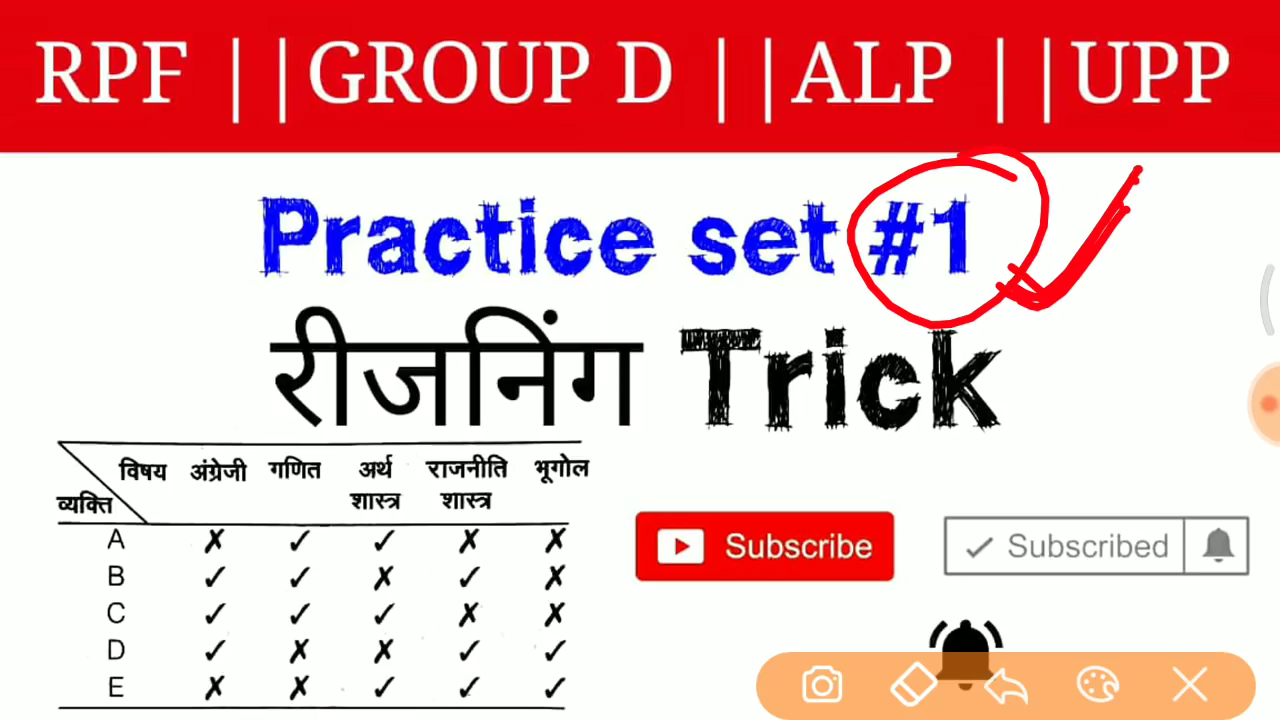 RPF ||GROUP D ||ALP ||UPP
Practice set #1
रीजनिंग Trick
विषय अंग्रेजी गणित अर्थ शास्त्र राजनीति शास्त्र भूगोल
व्यक्ति
A ✗ ✓ ✓ ✗ ✗
B ✓ ✓ ✗ ✓ ✗
C ✓ ✓ ✓ ✗ ✗
D ✓ ✗ ✗ ✓ ✓
E ✗ ✗ ✓ ✓ ✓
Subscribe
Subscribed